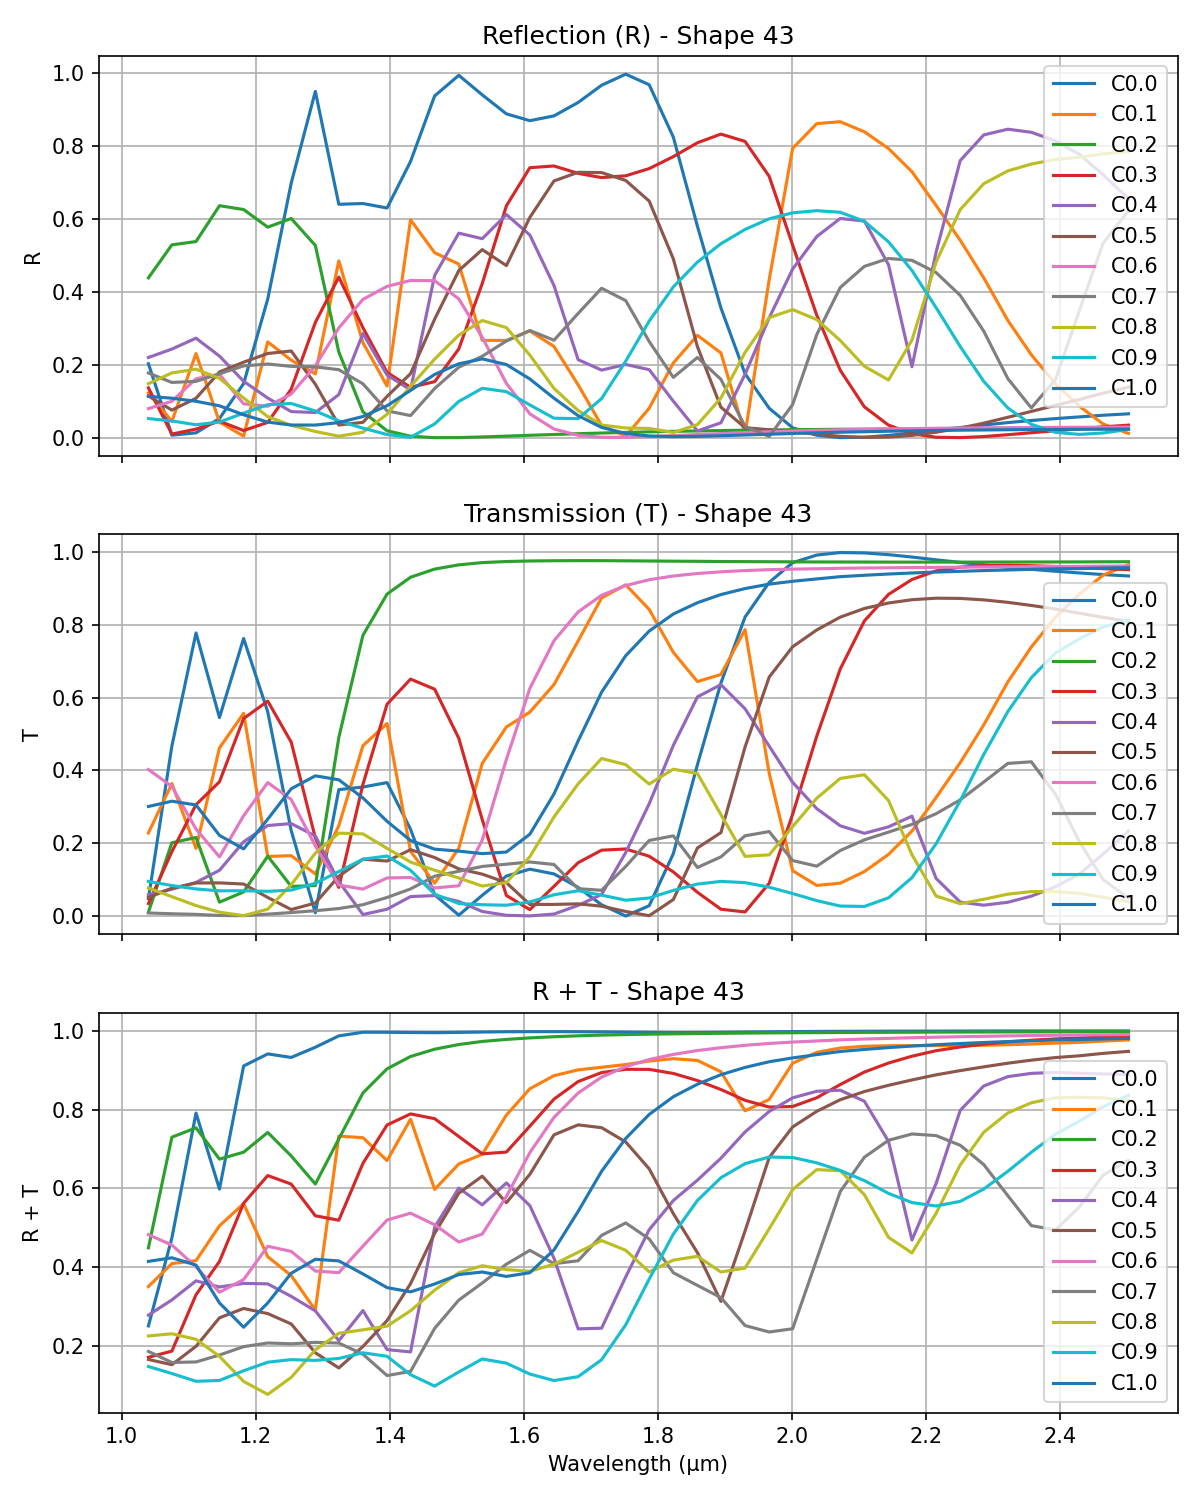 Reflection (R) - Shape 43
1.0
0.8
0.6
0.4
0.2
0.0
R
C0.0
C0.1
C0.2
C0.3
C0.4
C0.5
C0.6
C0.7
C0.8
C0.9
C1.0
Transmission (T) - Shape 43
1.0
0.8
0.6
0.4
0.2
0.0
T
C0.0
C0.1
C0.2
C0.3
C0.4
C0.5
C0.6
C0.7
C0.8
C0.9
C1.0
R + T - Shape 43
1.0
0.8
0.6
0.4
0.2
R + T
C0.0
C0.1
C0.2
C0.3
C0.4
C0.5
C0.6
C0.7
C0.8
C0.9
C1.0
1.0 1.2 1.4 1.6 1.8 2.0 2.2 2.4
Wavelength (μm)